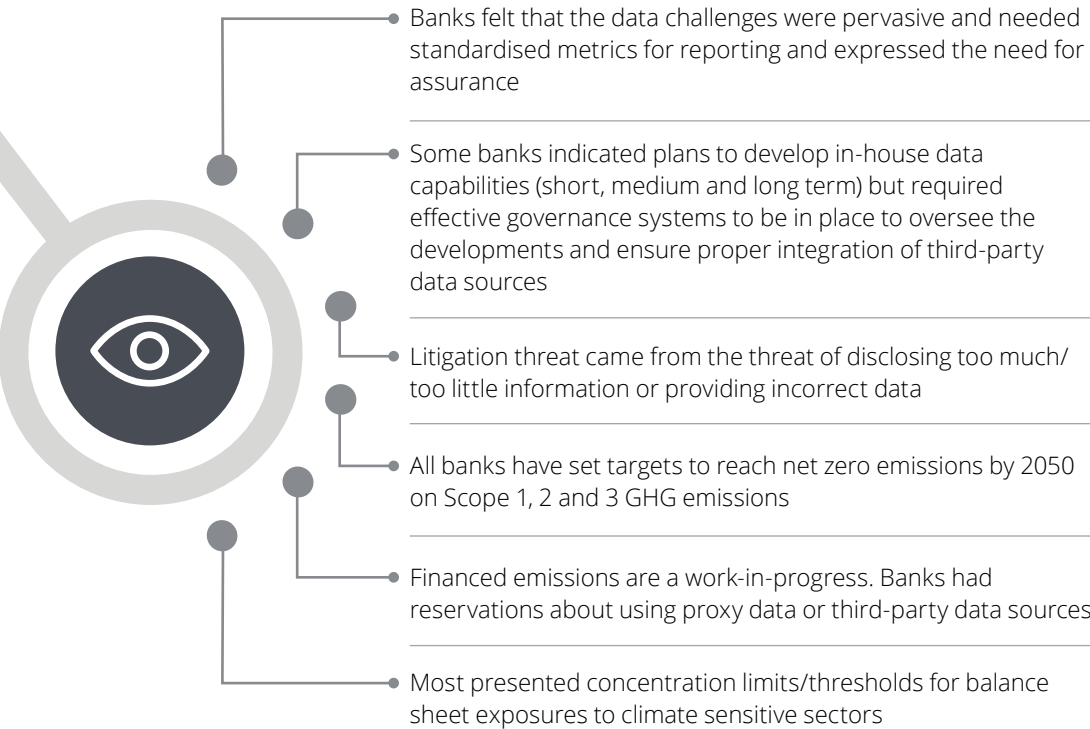 Banks felt that the data challenges were pervasive and needed
standardised metrics for reporting and expressed the need for
assurance
Some banks indicated plans to develop in-house data
capabilities (short, medium and long term) but required
effective governance systems to be in place to oversee the
developments and ensure proper integration of third-party
data sources
Litigation threat came from the threat of disclosing too much/
too little information or providing incorrect data
All banks have set targets to reach net zero emissions by 2050
on Scope 1, 2 and 3 GHG emissions
Financed emissions are a work-in-progress. Banks had
reservations about using proxy data or third-party data sources
Most presented concentration limits/thresholds for balance
sheet exposures to climate sensitive sectors